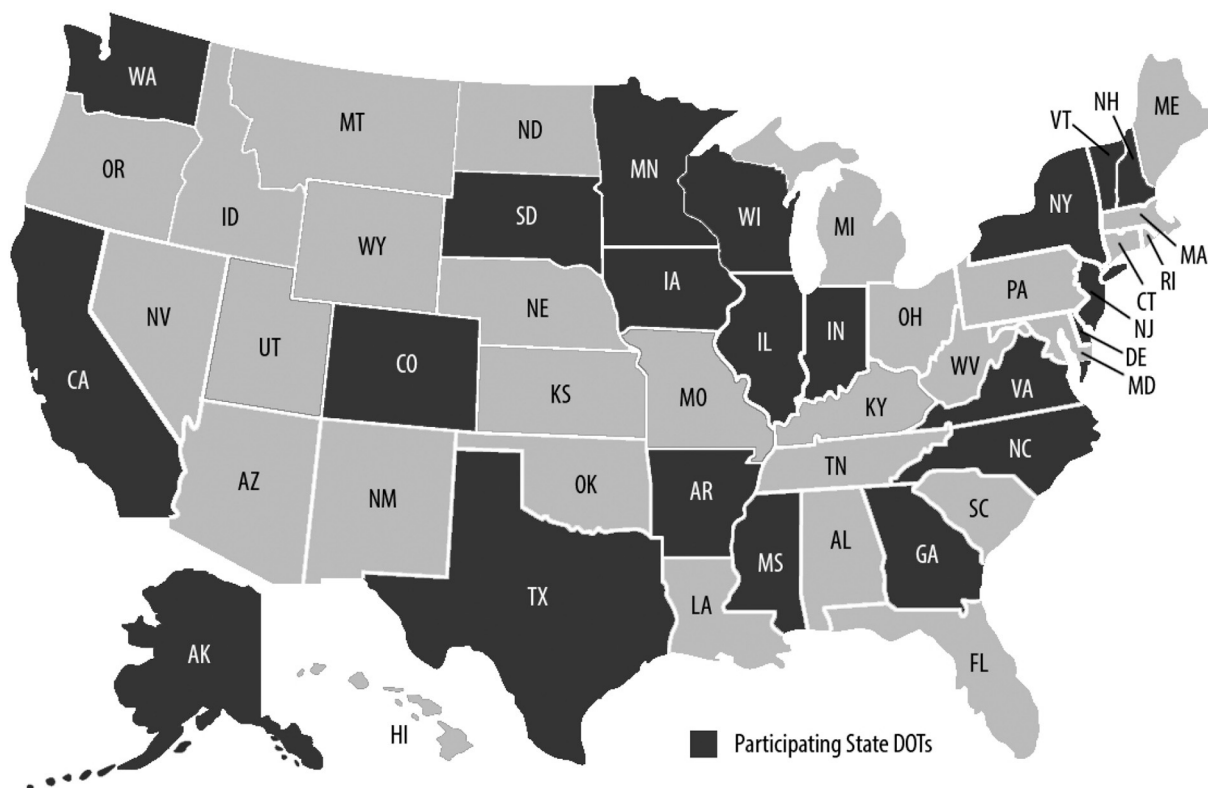 WA
MT
ND
MN
VT
NH
ME
OR
ID
SD
WI
NY
WY
MI
MA
RI
IA
PA
CT
NE
NJ
NV
IL
IN
OH
DE
UT
CO
WV
MD
CA
KS
MO
KY
VA
NC
TN
AZ
NM
OK
AR
SC
MS
AL
GA
TX
LA
AK
FL
HI
Participating State DOTs